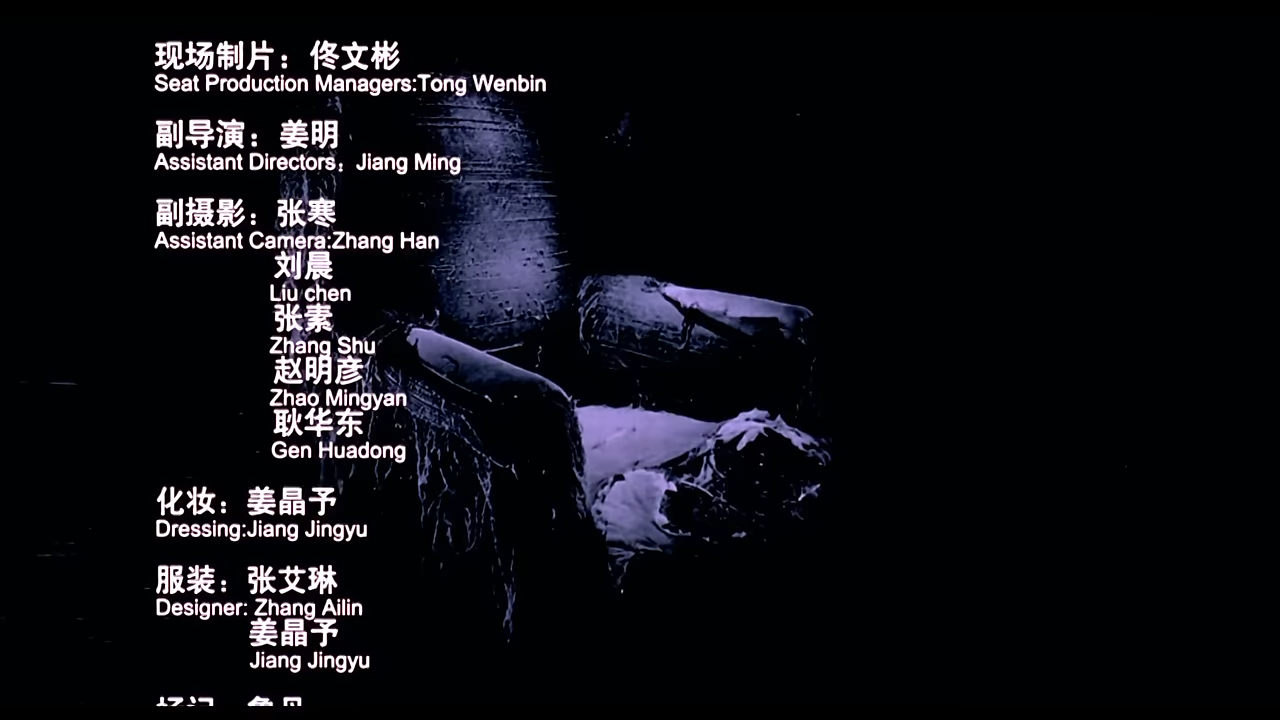 现场制片：佟文彬
Seat Production Managers:Tong Wenbin
副导演：姜明
Assistant Directors，Jiang Ming
副摄影：张寒
Assistant Camera:Zhang Han
刘晨
Liu chen
张素
Zhang Shu
赵明彦
Zhao Mingyan
耿华东
Gen Huadong
化妆：姜晶予
Dressing:Jiang Jingyu
服装：张艾琳
Designer: Zhang Ailin
姜晶予
Jiang Jingyu